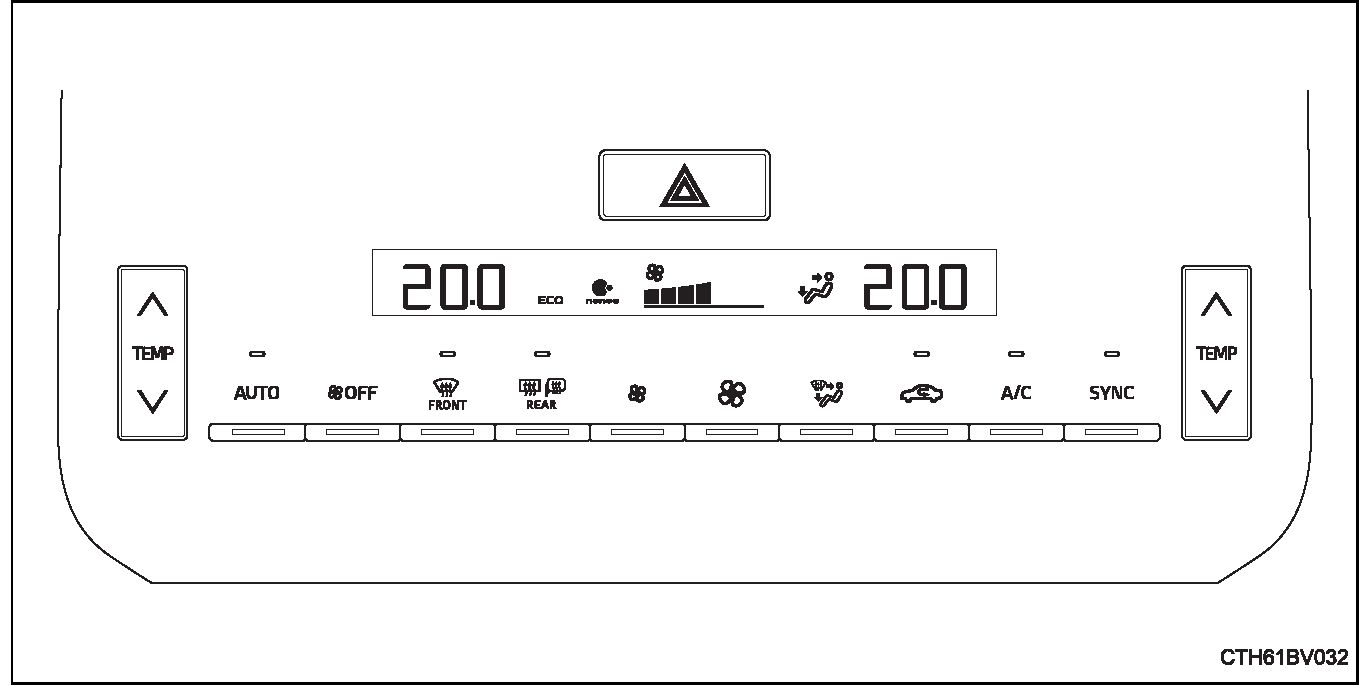 20.0 ECO 20.0
TEMP
TEMP
AUTO
OFF
FRONT
REAR
A/C
SYNC
CTH61BV032